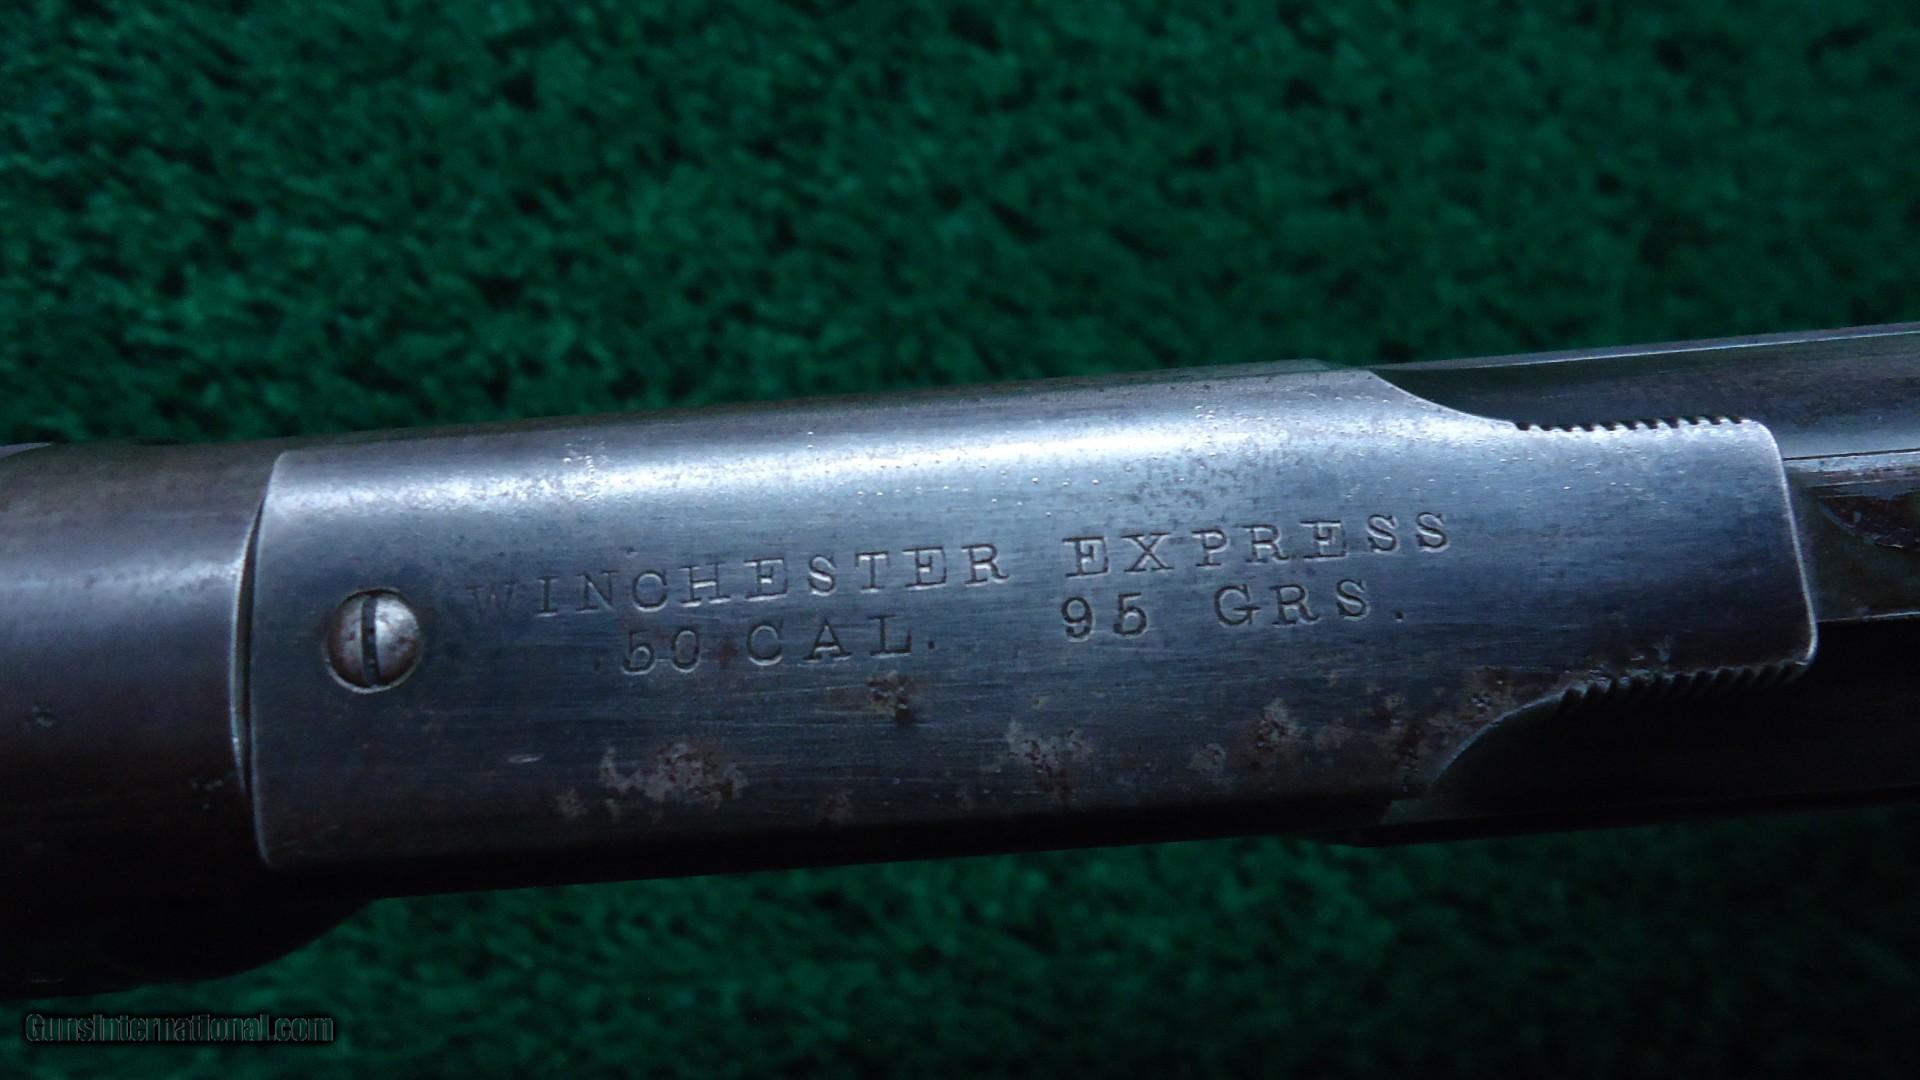 WINCHESTER EXPRESS
.50 CAL. 95 GRS.
GunsInternational.com